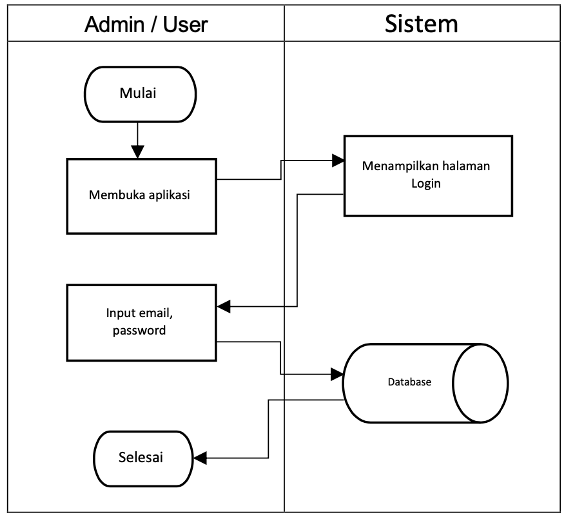 Admin / User
Sistem
Mulai
Membuka aplikasi
Menampilkan halaman
Login
Input email,
password
Database
Selesai